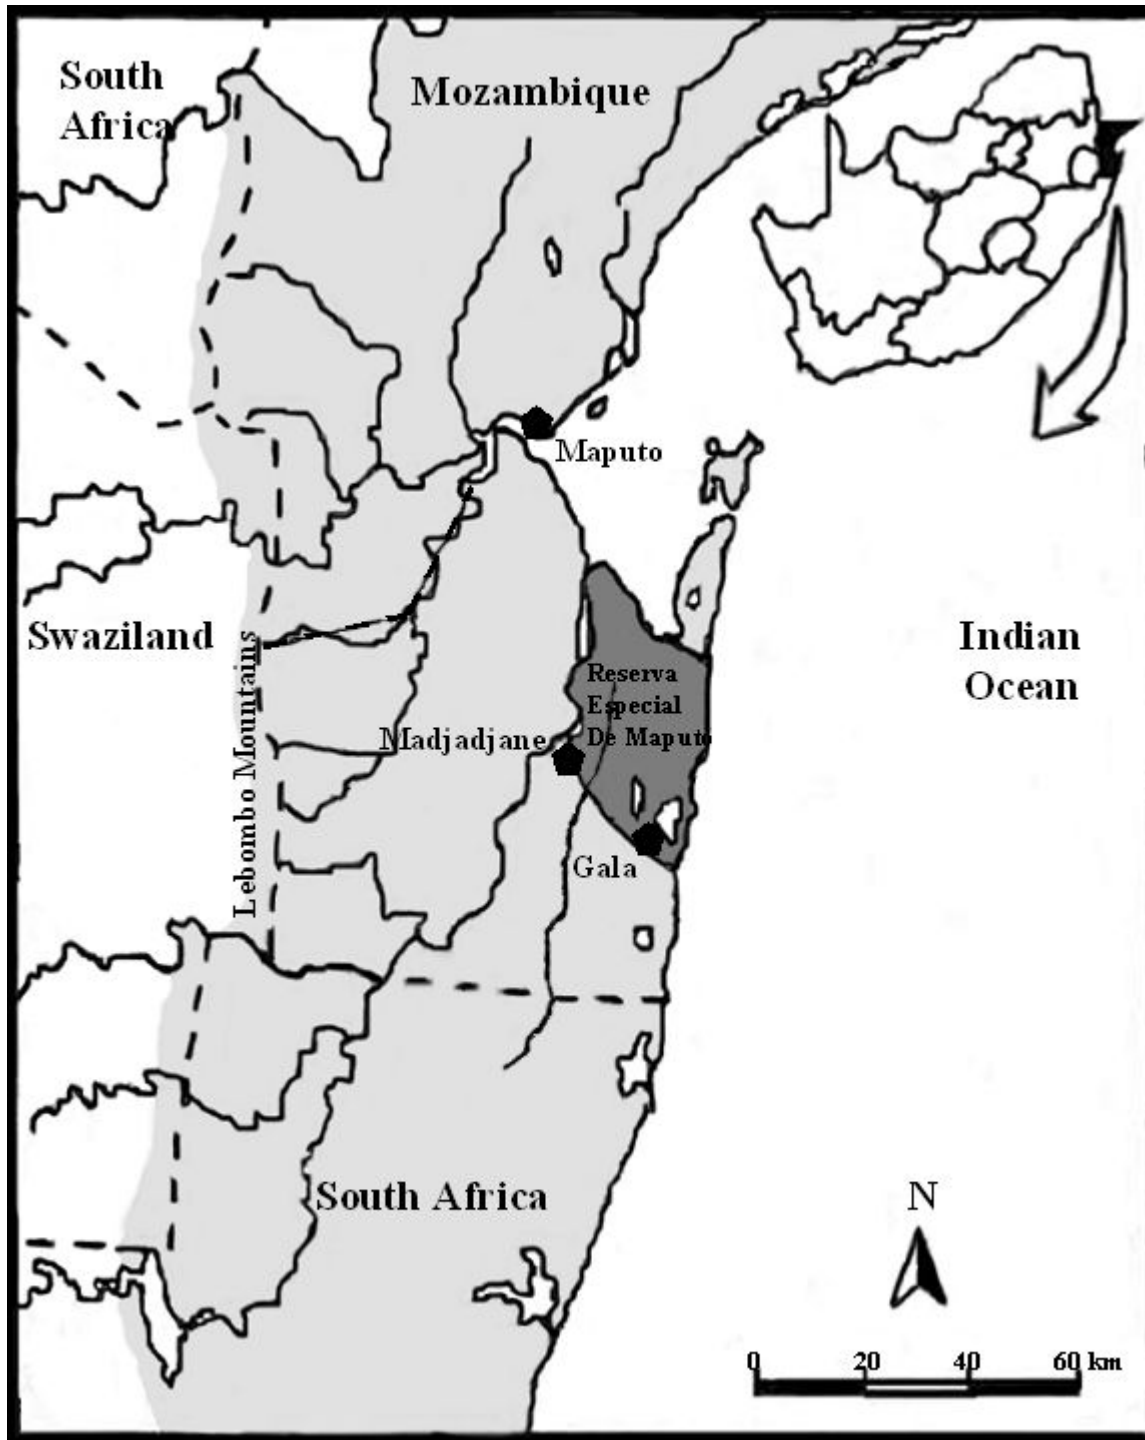 South
Africa
Mozambique
Maputo
Swaziland
Indian
Ocean
Lebombo Mountains
Reserva
Especial
De Maputo
Madjadjane
Gala
South Africa
N
0 20 40 60 km